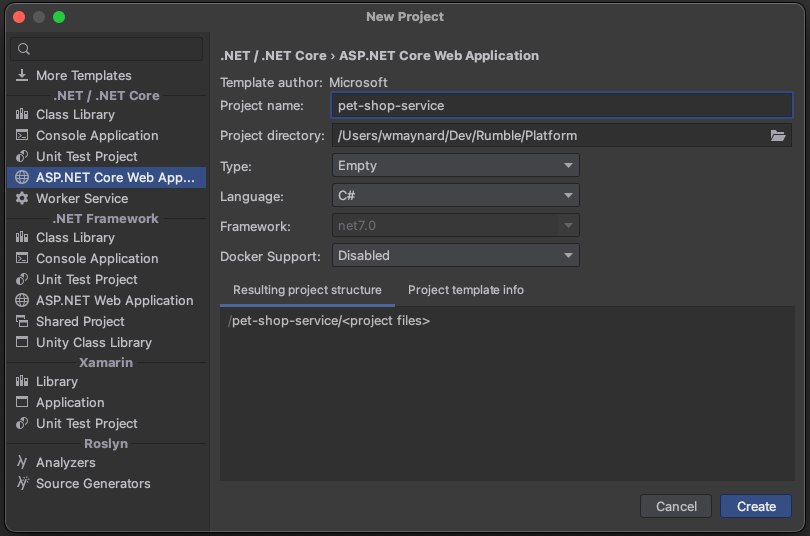 New Project
More Templates
.NET / .NET Core
Class Library
Console Application
Unit Test Project
ASP.NET Core Web App...
Worker Service
.NET Framework
Class Library
Console Application
Unit Test Project
ASP.NET Web Application
Shared Project
Unity Class Library
Xamarin
Library
Application
Unit Test Project
Roslyn
Analyzers
Source Generators
.NET / .NET Core › ASP.NET Core Web Application
Template author: Microsoft
Project name: pet-shop-service
Project directory: /Users/wmaynard/Dev/Rumble/Platform
Type: Empty
Language: C#
Framework: net7.0
Docker Support: Disabled
Resulting project structure Project template info
/pet-shop-service/<project files>
Cancel Create